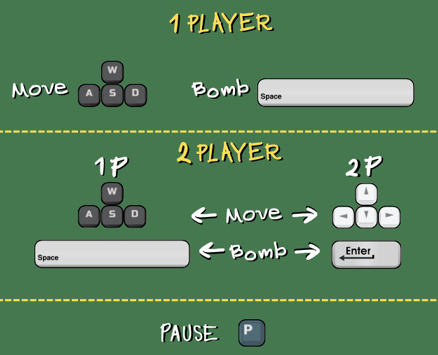 1 PLAYER
Move W A S D Bomb Space
2 PLAYER
1P 2P
W
A S D ← Move →
Space ← Bomb → Enter
PAUSE P